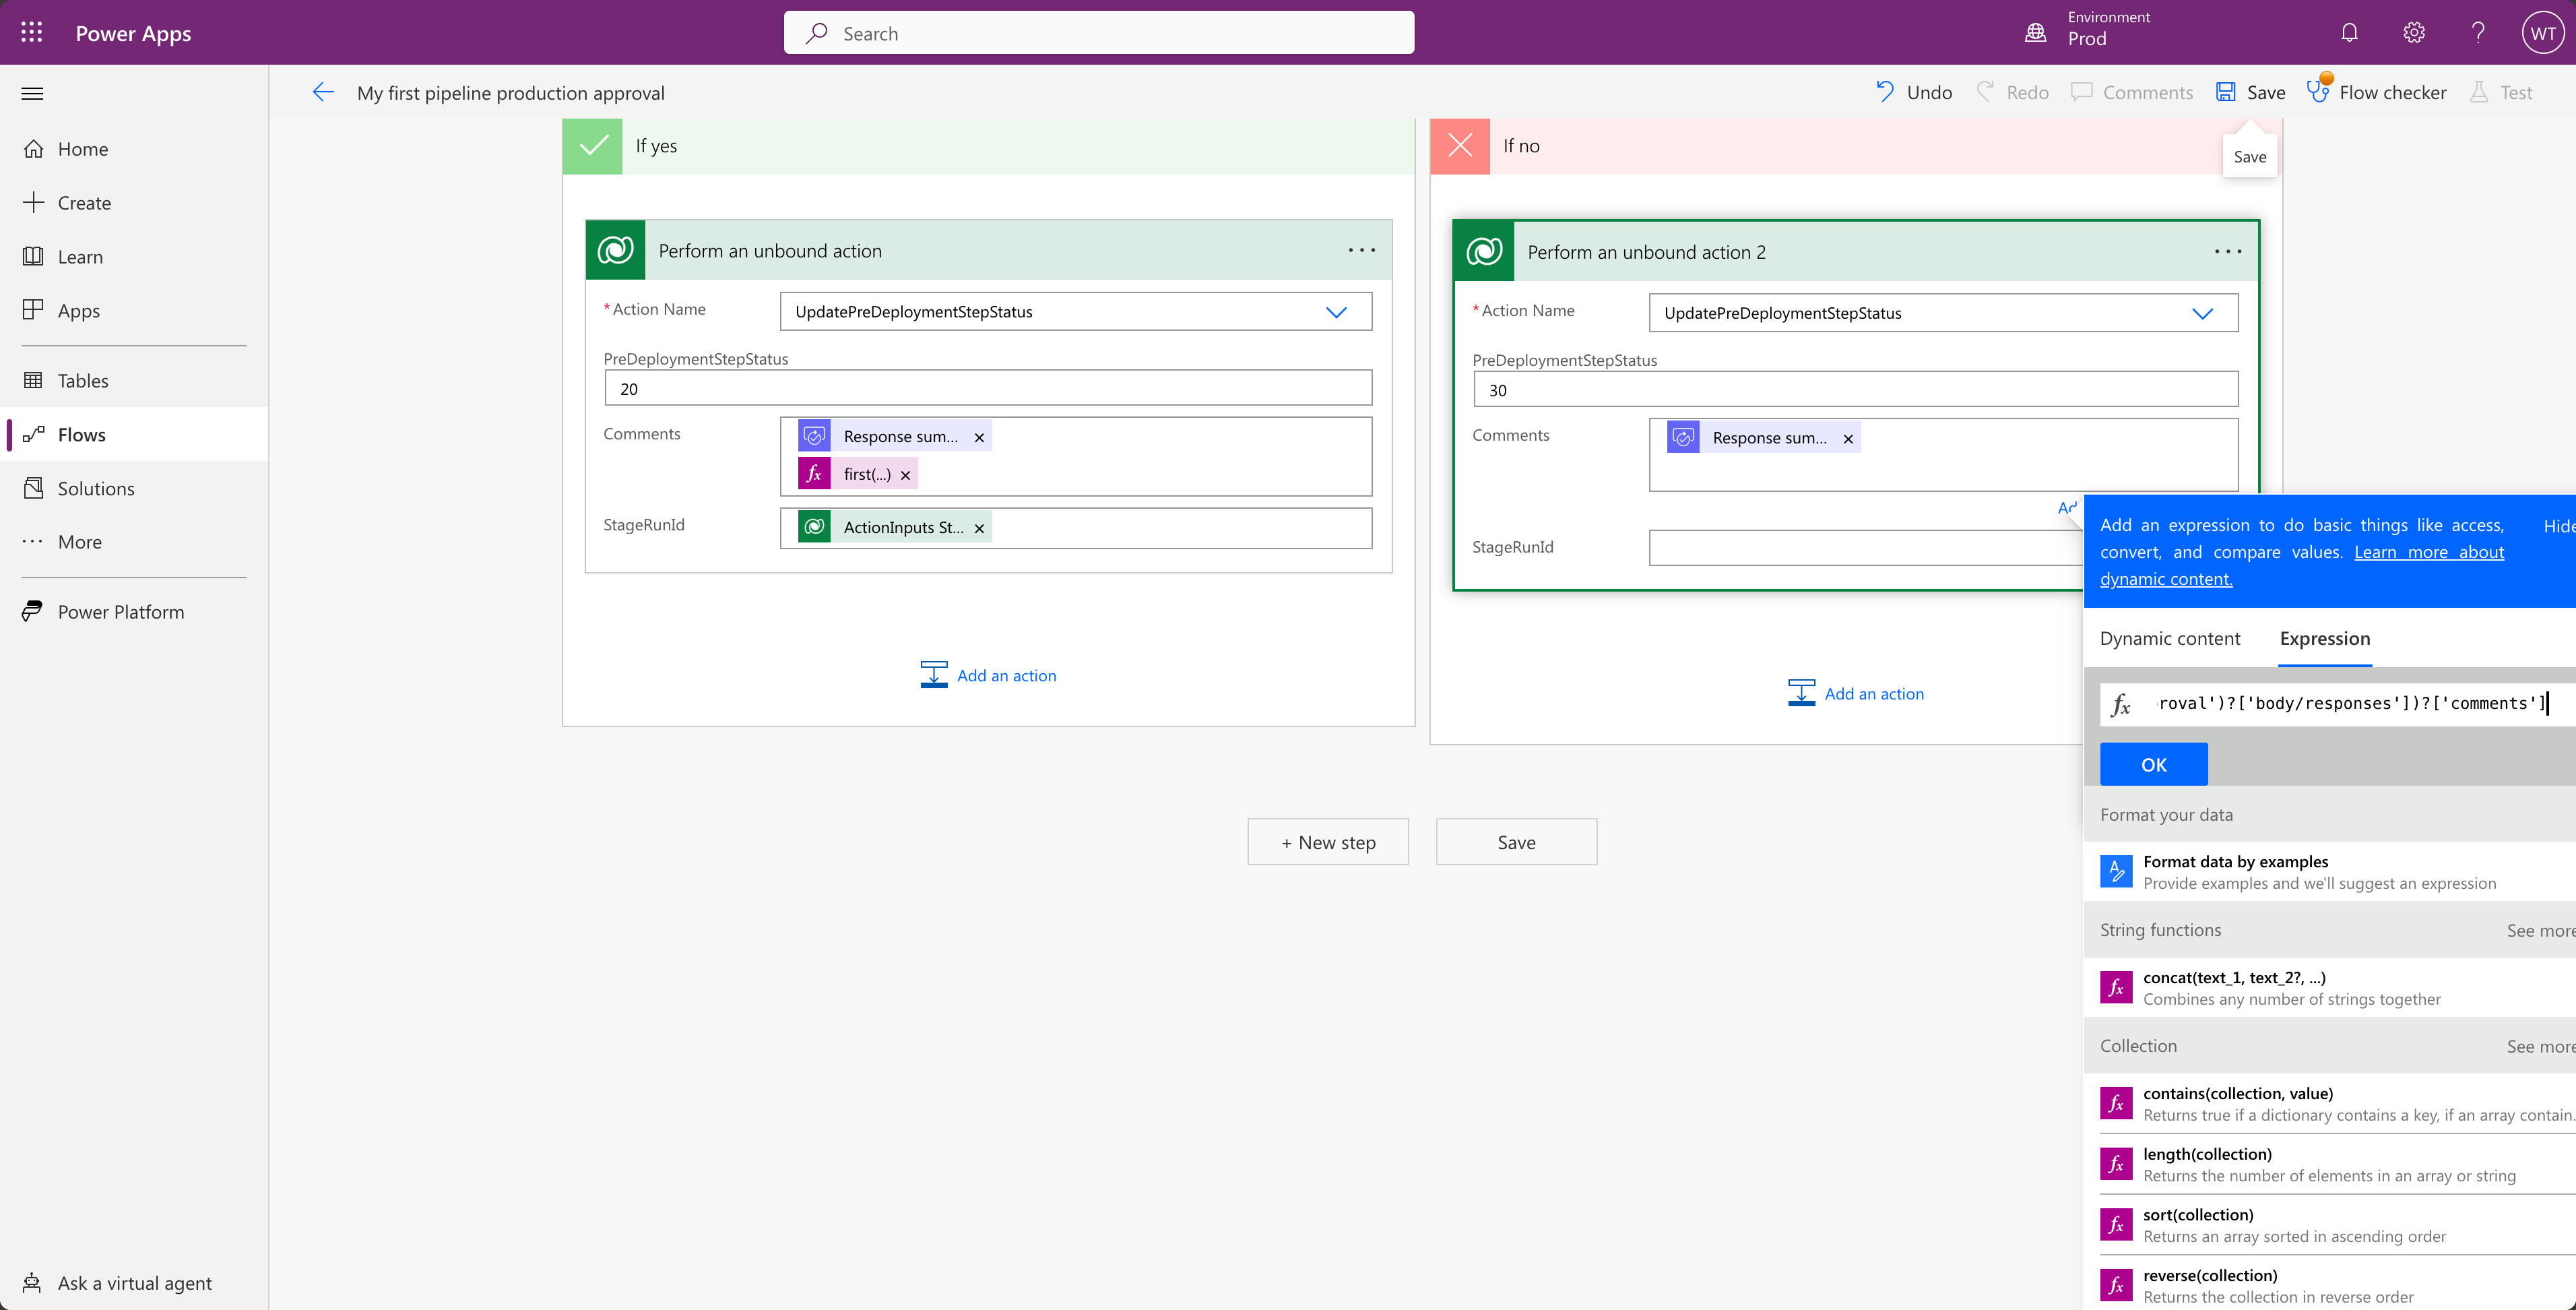 Power Apps
Search
Environment
Prod
WT
My first pipeline production approval
Undo
Redo
Comments
Save
Flow checker
Test
Save
Home
Create
Learn
Apps
Tables
Flows
Solutions
More
Power Platform
Ask a virtual agent
If yes
Perform an unbound action
* Action Name
UpdatePreDeploymentStepStatus
PreDeploymentStepStatus
20
Comments
Response sum... ×
fx first(...) ×
StageRunId
ActionInputs St... ×
Add an action
If no
Perform an unbound action 2
* Action Name
UpdatePreDeploymentStepStatus
PreDeploymentStepStatus
30
Comments
Response sum... ×
StageRunId
Add an action
+ New step
Save
Add an expression to do basic things like access,
convert, and compare values. Learn more about
dynamic content.
Hide
Dynamic content
Expression
fx roval')?['body/responses'])?['comments']
OK
Format your data
Format data by examples
Provide examples and we'll suggest an expression
String functions
See more
fx concat(text_1, text_2?, ...)
Combines any number of strings together
Collection
See more
fx contains(collection, value)
Returns true if a dictionary contains a key, if an array contain.
fx length(collection)
Returns the number of elements in an array or string
fx sort(collection)
Returns an array sorted in ascending order
fx reverse(collection)
Returns the collection in reverse order